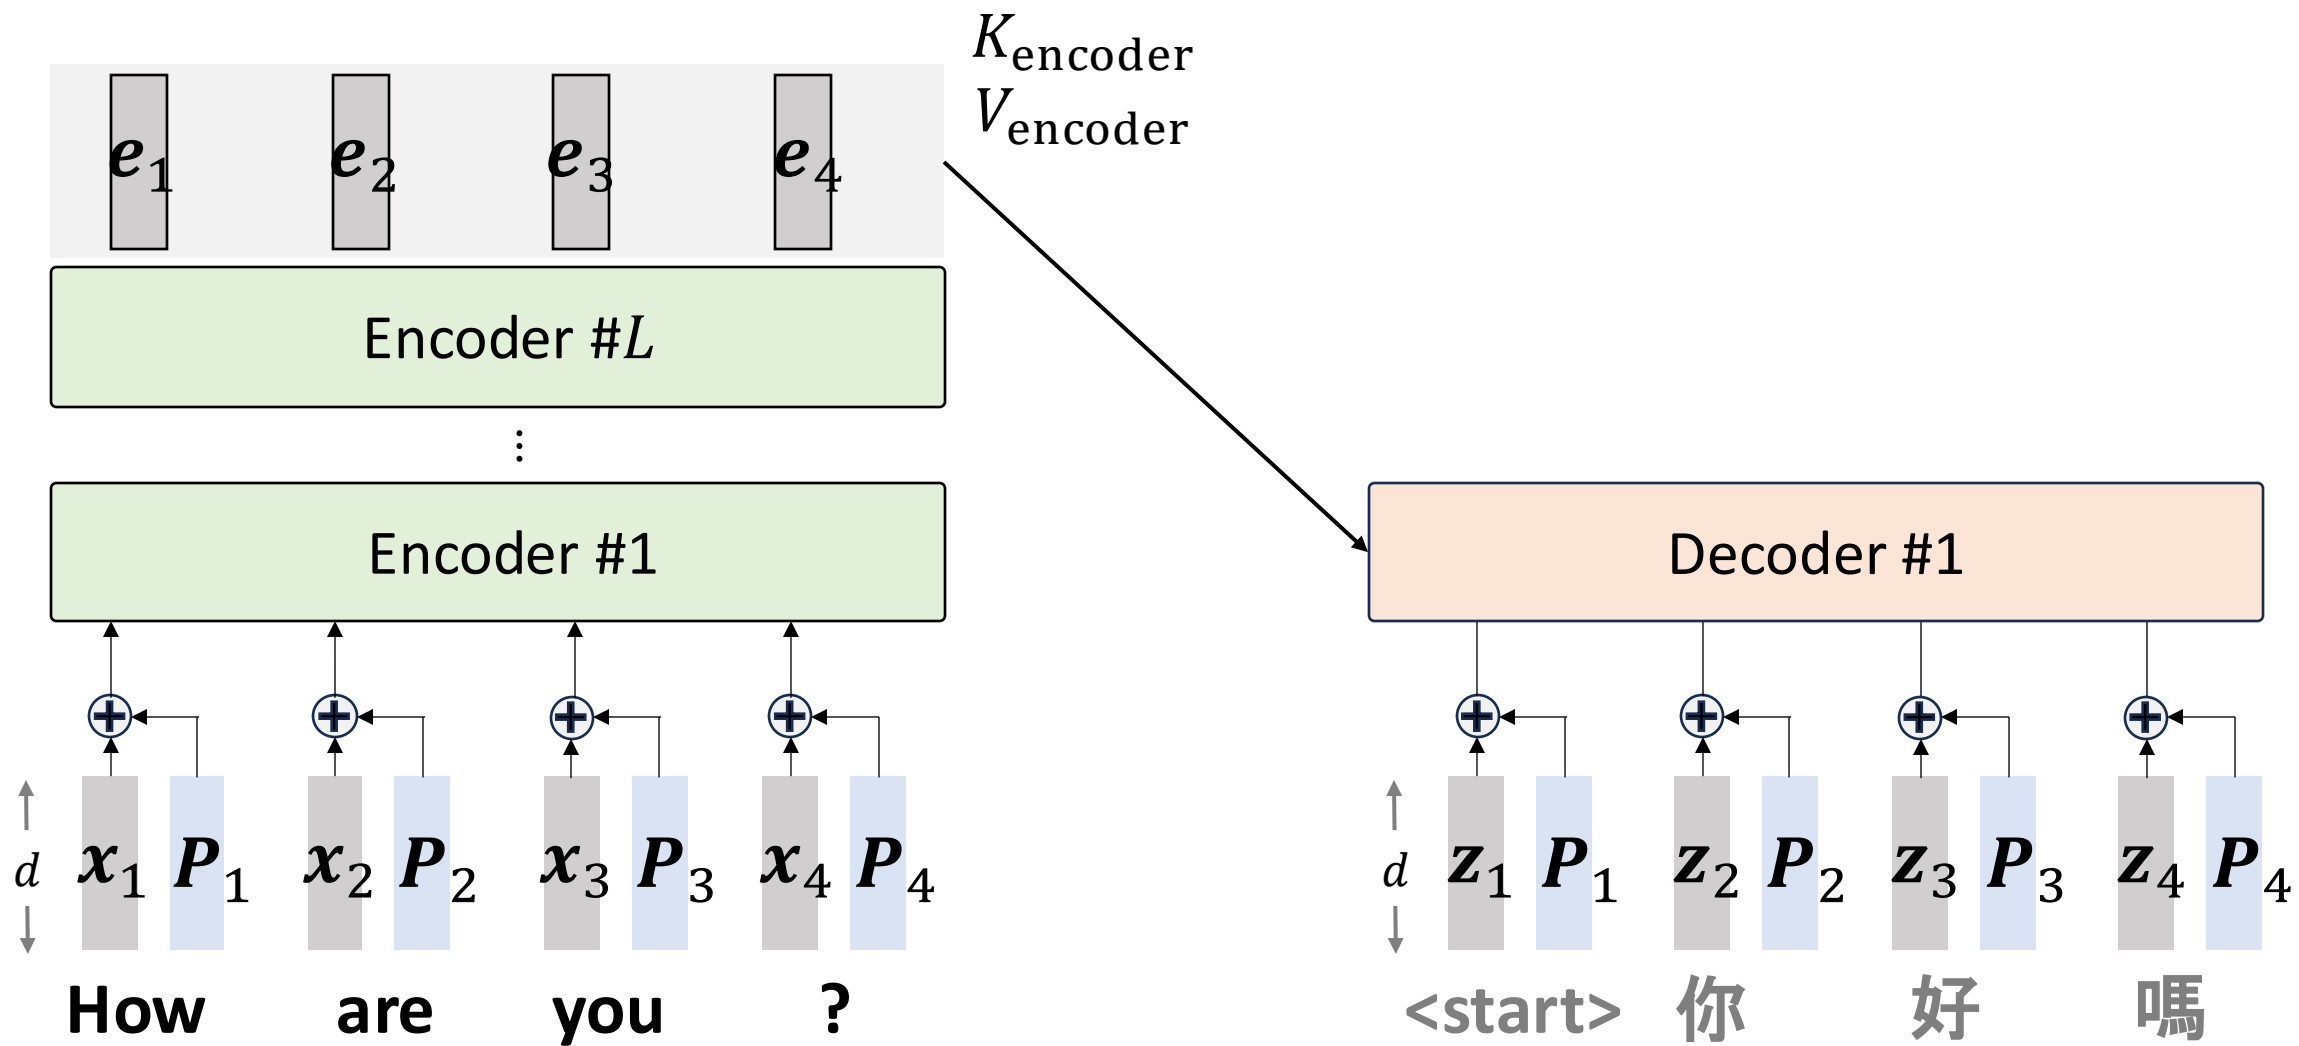 K_encoder
V_encoder
e_1 e_2 e_3 e_4
Encoder #L
⋮
Encoder #1
Decoder #1
d x_1 P_1 x_2 P_2 x_3 P_3 x_4 P_4
d z_1 P_1 z_2 P_2 z_3 P_3 z_4 P_4
How are you ?
<start> 你 好 嗎